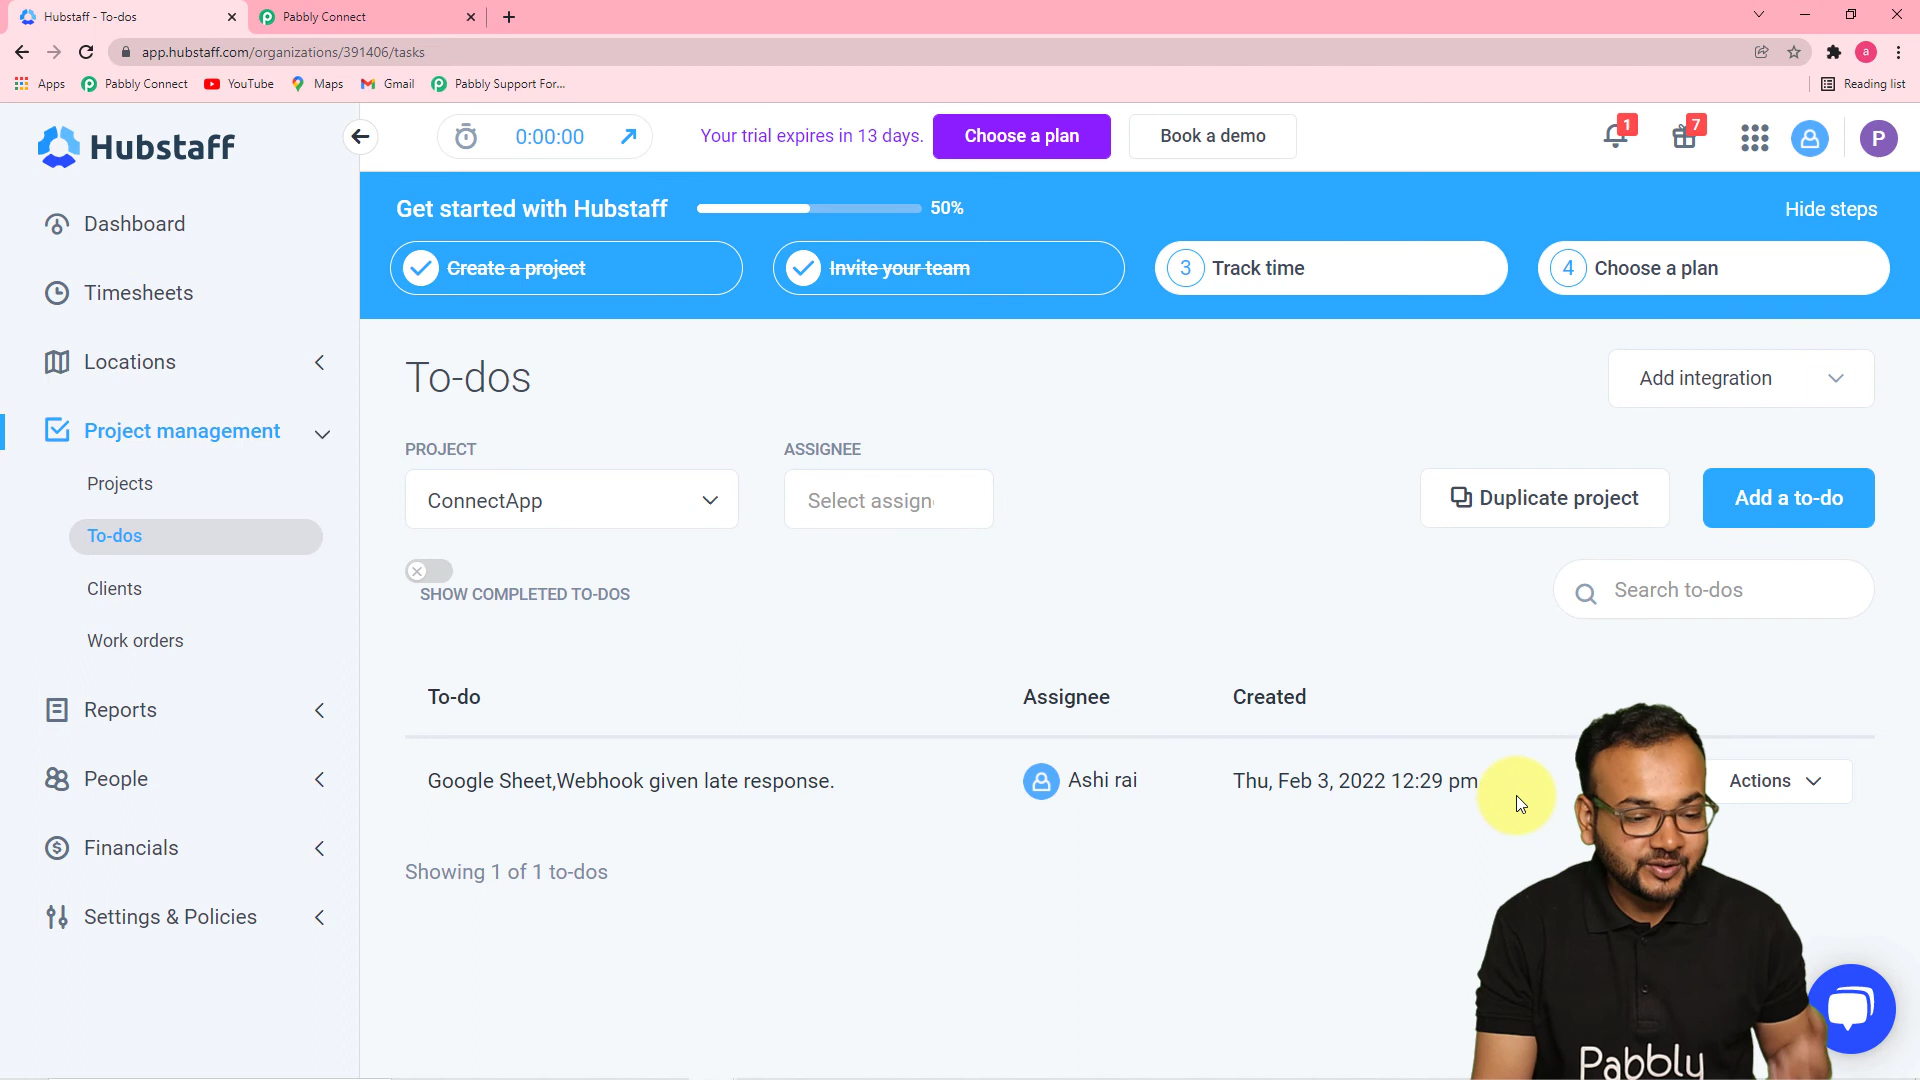 Hubstaff - To-dos
Pabbly Connect
app.hubstaff.com/organizations/391406/tasks
a
Apps
Pabbly Connect
YouTube
Maps
Gmail
Pabbly Support For...
Reading list
Hubstaff
0:00:00
Your trial expires in 13 days.
Choose a plan
Book a demo
1
7
P
Get started with Hubstaff
50%
Hide steps
Create a project
Invite your team
3 Track time
4 Choose a plan
Dashboard
Timesheets
Locations
Project management
Projects
To-dos
Clients
Work orders
Reports
People
Financials
Settings & Policies
To-dos
Add integration
PROJECT
ASSIGNEE
ConnectApp
Select assign
Duplicate project
Add a to-do
SHOW COMPLETED TO-DOS
Search to-dos
To-do
Assignee
Created
Google Sheet,Webhook given late response.
Ashi rai
Thu, Feb 3, 2022 12:29 pm
Actions
Showing 1 of 1 to-dos
Pabbly